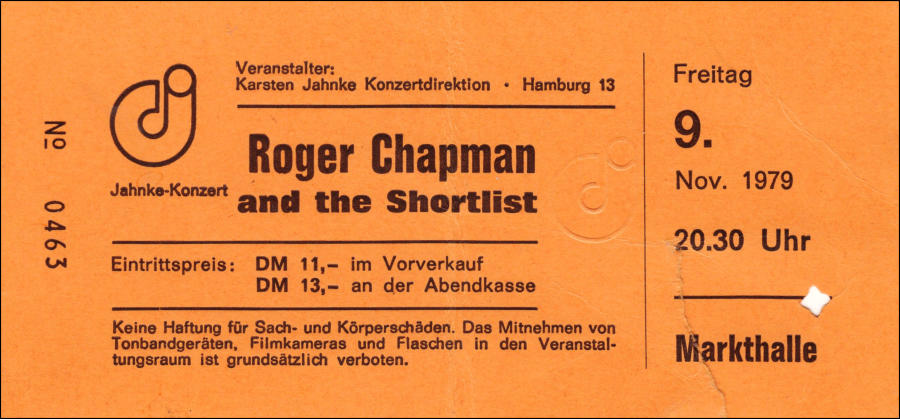 Nº 0463
Jahnke-Konzert
Veranstalter:
Karsten Jahnke Konzertdirektion · Hamburg 13
Roger Chapman
and the Shortlist
Eintrittspreis: DM 11,- im Vorverkauf
DM 13,- an der Abendkasse
Keine Haftung für Sach- und Körperschäden. Das Mitnehmen von
Tonbandgeräten, Filmkameras und Flaschen in den Veranstal-
tungsraum ist grundsätzlich verboten.
Freitag
9.
Nov. 1979
20.30 Uhr
Markthalle